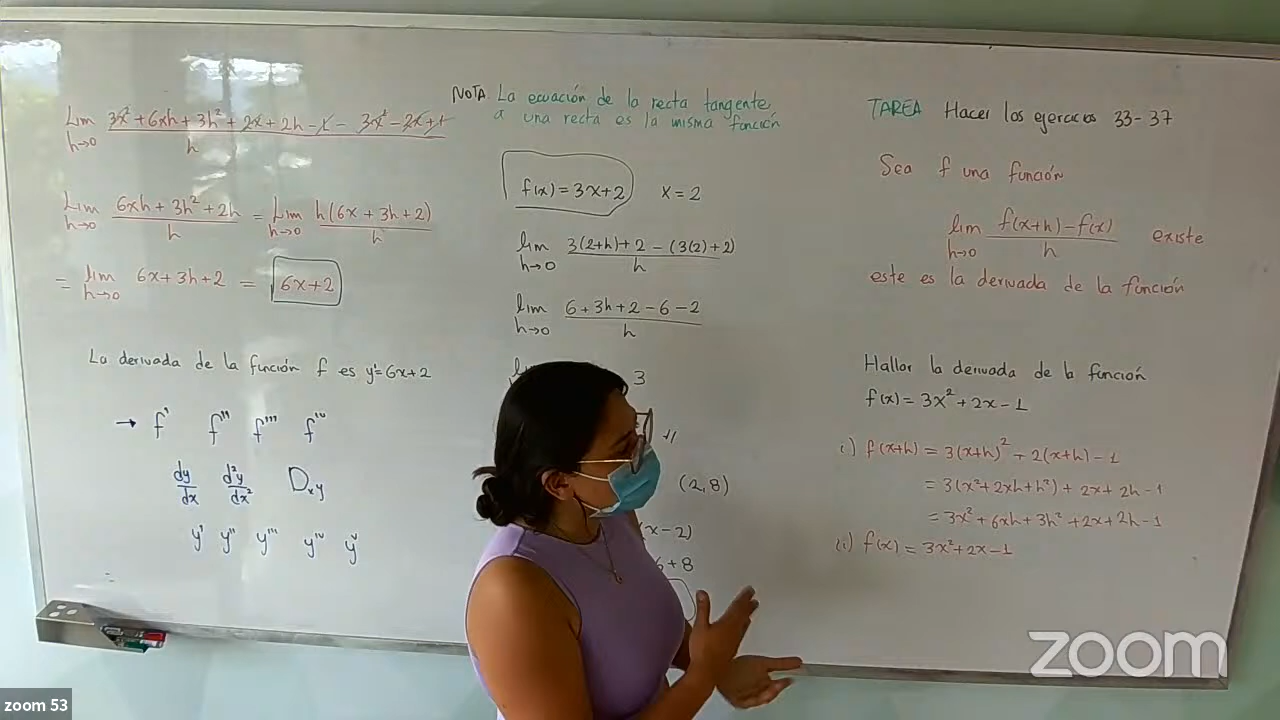 lim 3x² + 6xh + 3h² + 2x + 2h - 1 - 3x² - 2x + 1
h→0 h
lim 6xh + 3h² + 2h = lim h(6x + 3h + 2)
h→0 h h→0 h
= lim 6x + 3h + 2 = 6x+2
h→0
La derivada de la función f es y'=6x+2
→ f' f'' f''' f^IV
dy/dx d²y/dx² D_xy
y' y'' y''' y^IV y^V
NOTA La ecuación de la recta tangente
a una recta es la misma función
f(x) = 3x+2 x=2
lim 3(2+h)+2-(3(2)+2)
h→0 h
lim 6+3h+2-6-2
h→0 h
3
(2,8)
(x-2)
6+8
TAREA Hacer los ejercicios 33-37
Sea f una función
lim f(x+h)-f(x) existe
h→0 h
este es la derivada de la función
Hallar la derivada de la función
f(x) = 3x²+2x-1
i) f(x+h) = 3(x+h)² + 2(x+h) - 1
= 3(x²+2xh+h²) + 2x + 2h - 1
= 3x² + 6xh + 3h² + 2x + 2h - 1
ii) f(x) = 3x²+2x-1
zoom
zoom 53